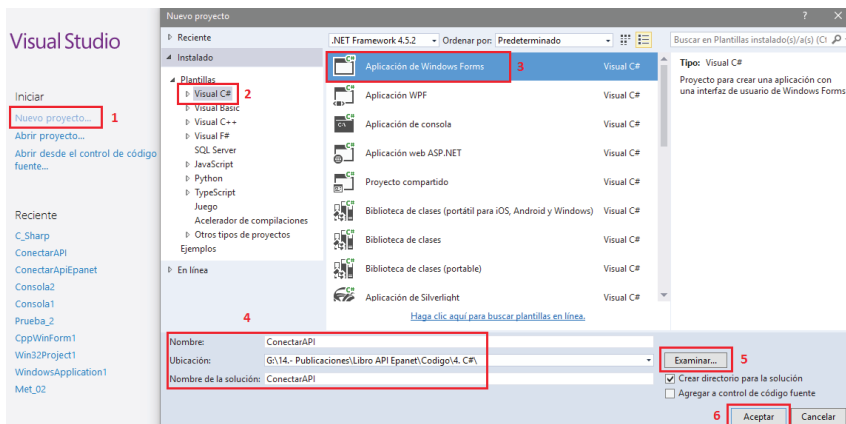 Nuevo proyecto
? ×
Visual Studio
Iniciar
Nuevo proyecto... 1
Abrir proyecto...
Abrir desde el control de código
fuente...
Reciente
C_Sharp
ConectarAPI
ConectarApiEpanet
Consola2
Consola1
Prueba_2
CppWinForm1
Win32Project1
WindowsApplication1
Met_02
Reciente
Instalado
Plantillas
Visual C# 2
Visual Basic
Visual C++
Visual F#
SQL Server
JavaScript
Python
TypeScript
Juego
Acelerador de compilaciones
Otros tipos de proyectos
Ejemplos
En línea
.NET Framework 4.5.2 Ordenar por: Predeterminado
Aplicación de Windows Forms 3 Visual C#
Aplicación WPF Visual C#
Aplicación de consola Visual C#
Aplicación web ASP.NET Visual C#
Proyecto compartido Visual C#
Biblioteca de clases (portátil para iOS, Android y Windows) Visual C#
Biblioteca de clases Visual C#
Biblioteca de clases (portable) Visual C#
Aplicación de Silverlight Visual C#
Haga clic aquí para buscar plantillas en línea.
Buscar en Plantillas instalado(s)/a(s) (Ct
Tipo: Visual C#
Proyecto para crear una aplicación con
una interfaz de usuario de Windows Forms
4
Nombre: ConectarAPI
Ubicación: G:\14.- Publicaciones\Libro API Epanet\Codigo\4. C#\
Nombre de la solución: ConectarAPI
Examinar... 5
Crear directorio para la solución
Agregar a control de código fuente
6 Aceptar Cancelar